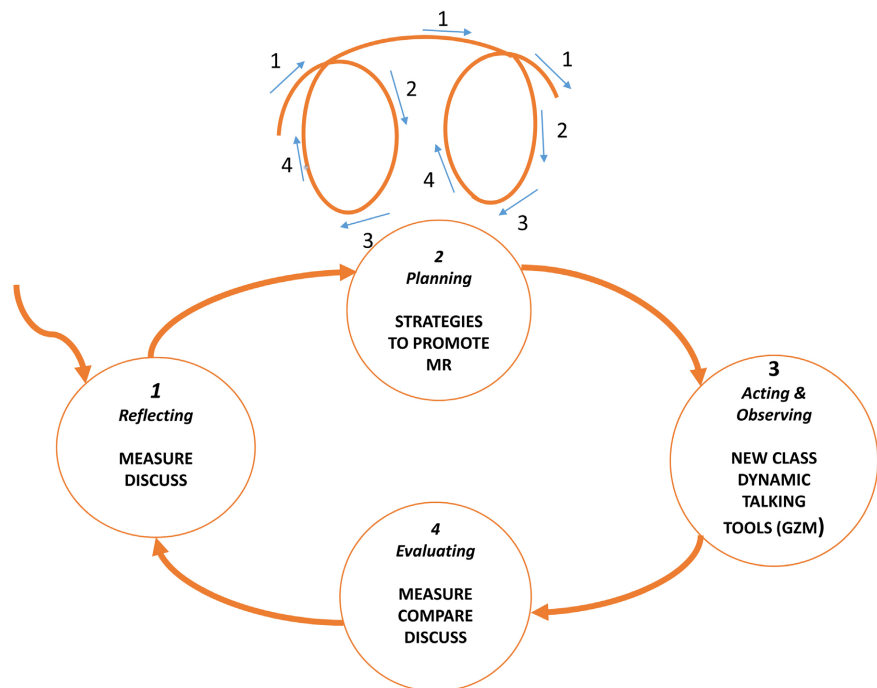 1
1
1
2
2
4
4
3
3
2
Planning
STRATEGIES
TO PROMOTE
MR
1
Reflecting
MEASURE
DISCUSS
3
Acting &
Observing
NEW CLASS
DYNAMIC
TALKING
TOOLS (GZM)
4
Evaluating
MEASURE
COMPARE
DISCUSS